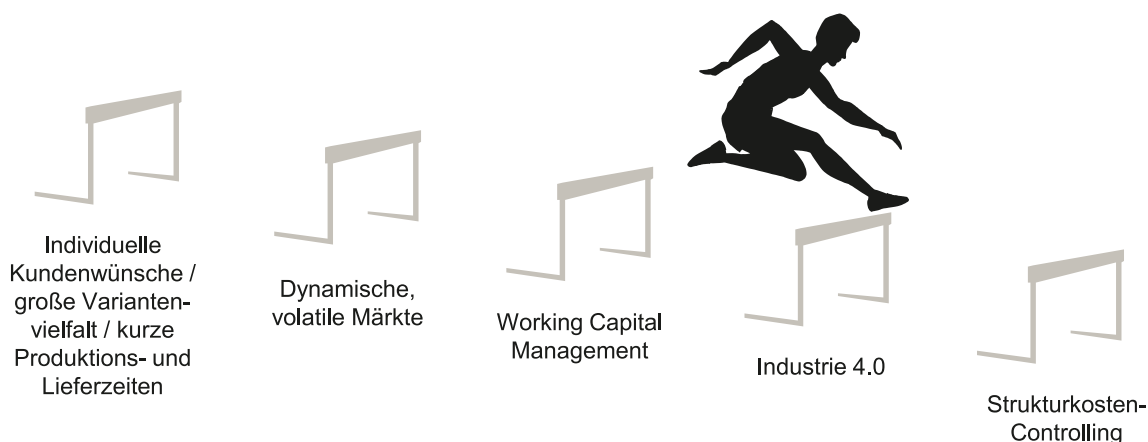 Individuelle
Kundenwünsche /
große Varianten-
vielfalt / kurze
Produktions- und
Lieferzeiten
Dynamische,
volatile Märkte
Working Capital
Management
Industrie 4.0
Strukturkosten-
Controlling